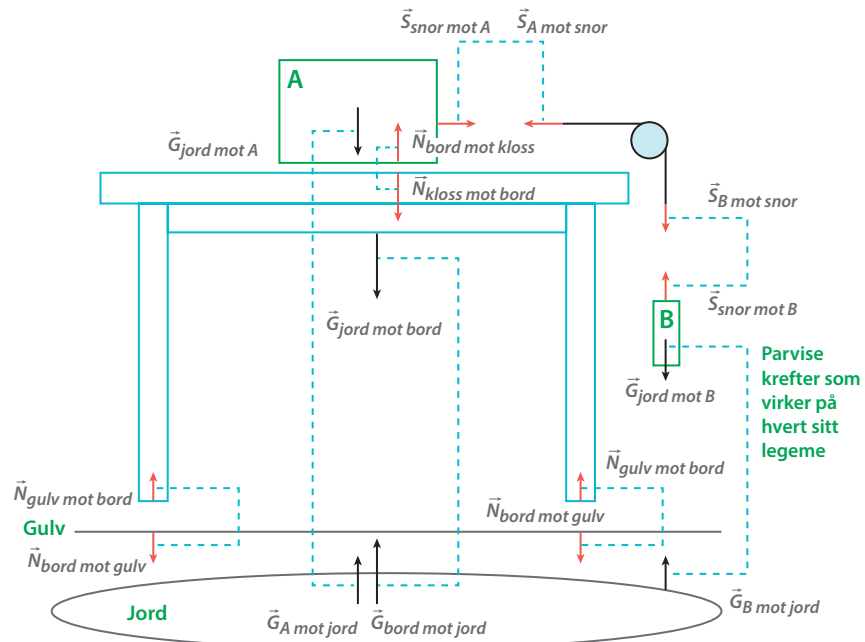 S⃗snor mot A
S⃗A mot snor
A
G⃗jord mot A
N⃗bord mot kloss
N⃗kloss mot bord
S⃗B mot snor
S⃗snor mot B
B
G⃗jord mot bord
G⃗jord mot B
Parvise
krefter som
virker på
hvert sitt
legeme
N⃗gulv mot bord
N⃗gulv mot bord
N⃗bord mot gulv
Gulv
N⃗bord mot gulv
Jord
G⃗A mot jord
G⃗bord mot jord
G⃗B mot jord